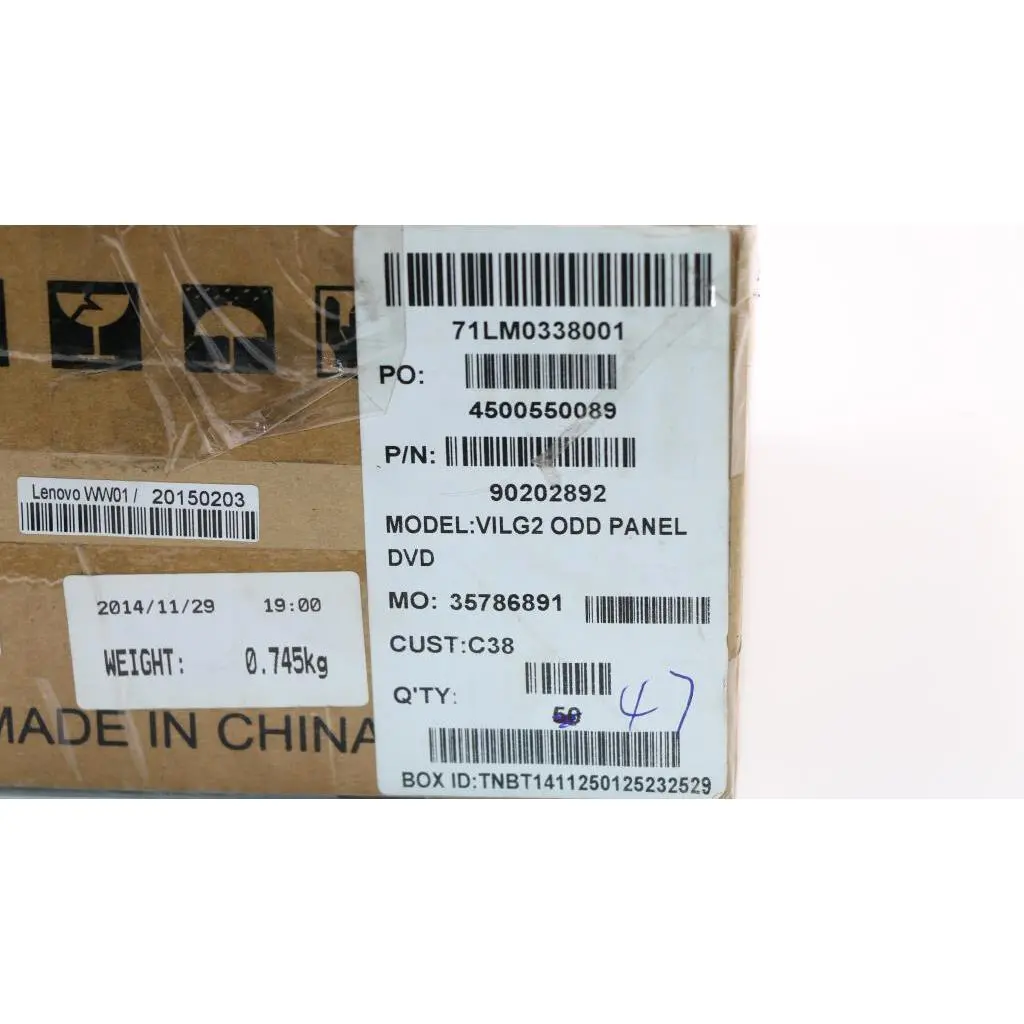 71LM0338001
PO:
4500550089
P/N:
90202892
MODEL:VILG2 ODD PANEL
DVD
MO: 35786891
CUST:C38
Q'TY:
50
47
BOX ID:TNBT1411250125232529
Lenovo WW01 / 20150203
2014/11/29 19:00
WEIGHT: 0.745kg
MADE IN CHINA